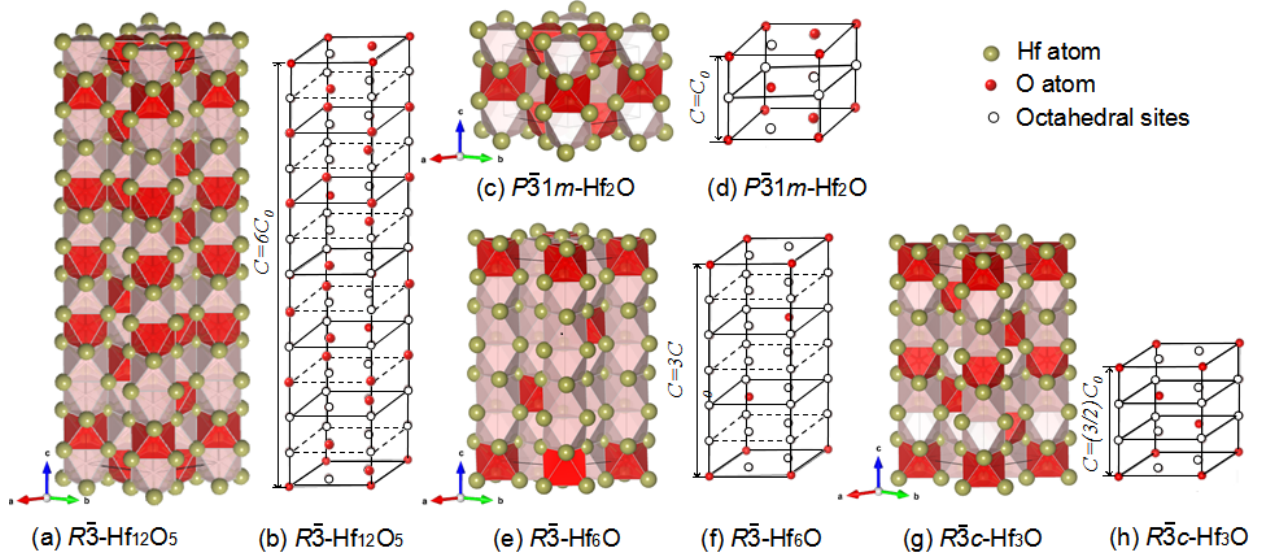 c
a
b
(a) R3̅-Hf12O5
C=6C0
(b) R3̅-Hf12O5
c
a
b
(c) P3̅1m-Hf2O
C=C0
(d) P3̅1m-Hf2O
Hf atom
O atom
Octahedral sites
c
a
b
(e) R3̅-Hf6O
C=3C
0
(f) R3̅-Hf6O
c
a
b
(g) R3̅c-Hf3O
C=(3/2)C0
(h) R3̅c-Hf3O